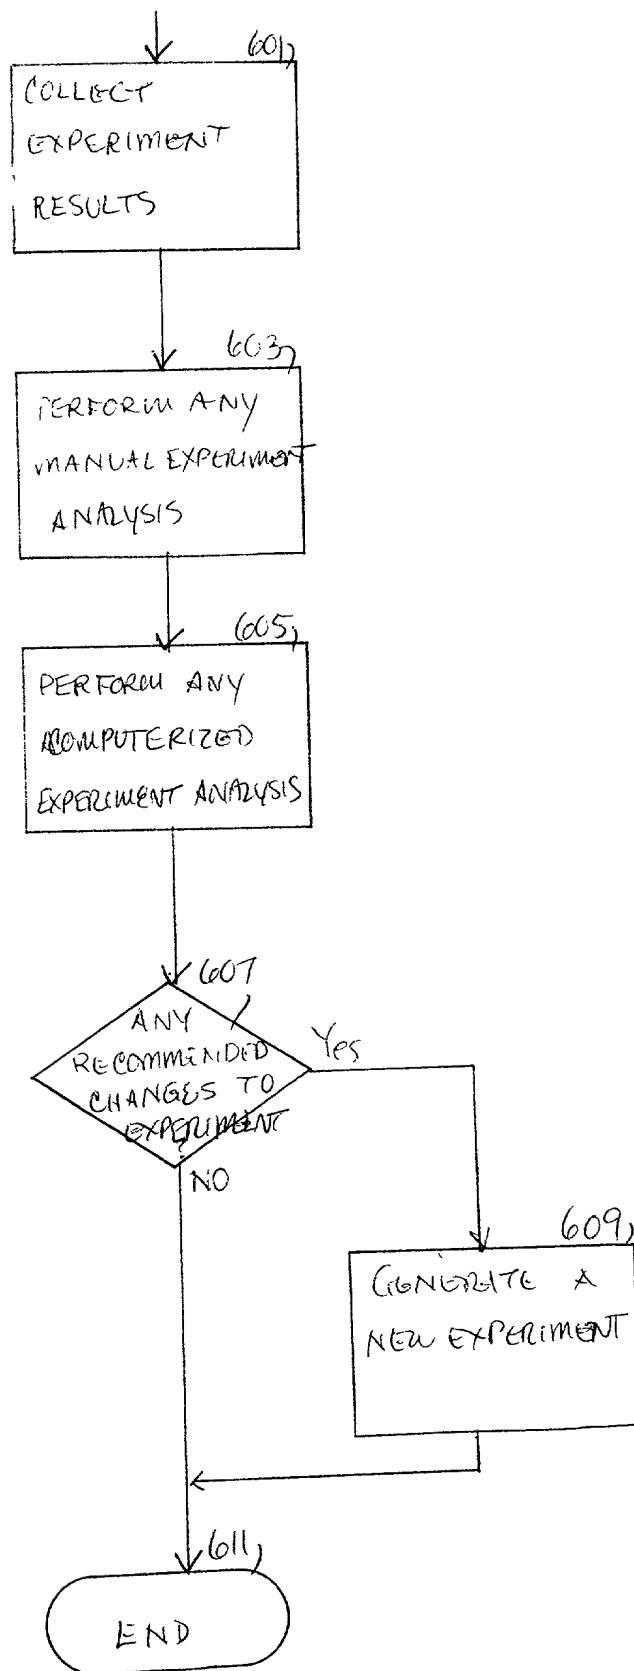 601
COLLECT
EXPERIMENT
RESULTS
603
PERFORM ANY
MANUAL EXPERIMENT
ANALYSIS
605
PERFORM ANY
COMPUTERIZED
EXPERIMENT ANALYSIS
607
ANY
RECOMMENDED
CHANGES TO
EXPERIMENT
?
Yes
NO
609
GENERATE A
NEW EXPERIMENT
611
END